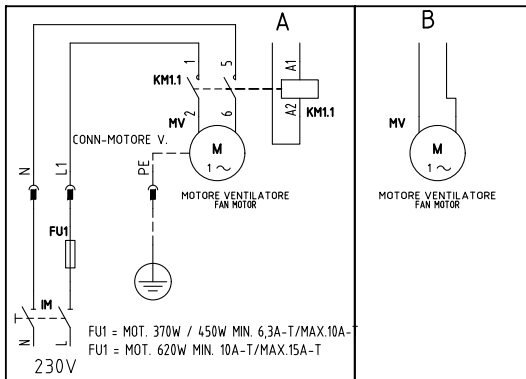 A
B
1
5
A1
KM1.1
A2
KM1.1
MV
2
6
MV
CONN-MOTORE V.
M
1 ~
M
1 ~
N
L1
PE
MOTORE VENTILATORE
FAN MOTOR
MOTORE VENTILATORE
FAN MOTOR
FU1
IM
N
L
FU1 = MOT. 370W / 450W MIN. 6,3A-T/MAX.10A-T
FU1 = MOT. 620W MIN. 10A-T/MAX.15A-T
230V